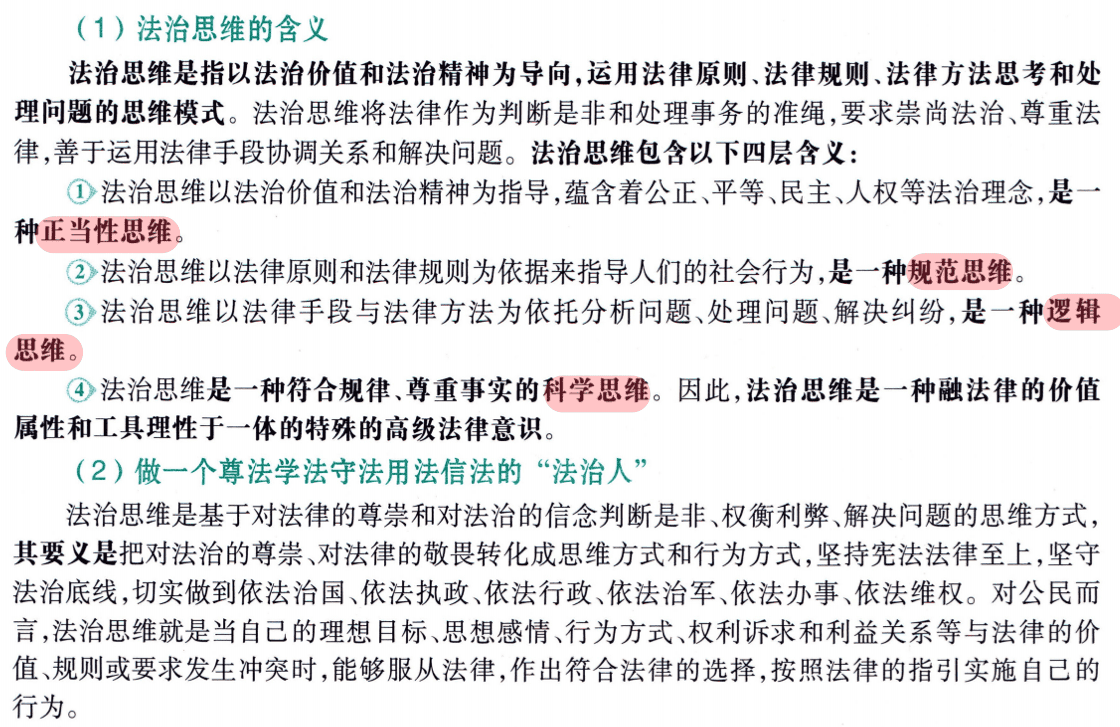 （1）法治思维的含义
法治思维是指以法治价值和法治精神为导向,运用法律原则、法律规则、法律方法思考和处
理问题的思维模式。法治思维将法律作为判断是非和处理事务的准绳,要求崇尚法治、尊重法
律,善于运用法律手段协调关系和解决问题。法治思维包含以下四层含义：
①法治思维以法治价值和法治精神为指导,蕴含着公正、平等、民主、人权等法治理念,是一
种正当性思维。
②法治思维以法律原则和法律规则为依据来指导人们的社会行为,是一种规范思维。
③法治思维以法律手段与法律方法为依托分析问题、处理问题、解决纠纷,是一种逻辑
思维。
④法治思维是一种符合规律、尊重事实的科学思维。因此,法治思维是一种融法律的价值
属性和工具理性于一体的特殊的高级法律意识。
（2）做一个尊法学法守法用法信法的“法治人”
法治思维是基于对法律的尊崇和对法治的信念判断是非、权衡利弊、解决问题的思维方式,
其要义是把对法治的尊崇、对法律的敬畏转化成思维方式和行为方式,坚持宪法法律至上,坚守
法治底线,切实做到依法治国、依法执政、依法行政、依法治军、依法办事、依法维权。对公民而
言,法治思维就是当自己的理想目标、思想感情、行为方式、权利诉求和利益关系等与法律的价
值、规则或要求发生冲突时,能够服从法律,作出符合法律的选择,按照法律的指引实施自己的
行为。